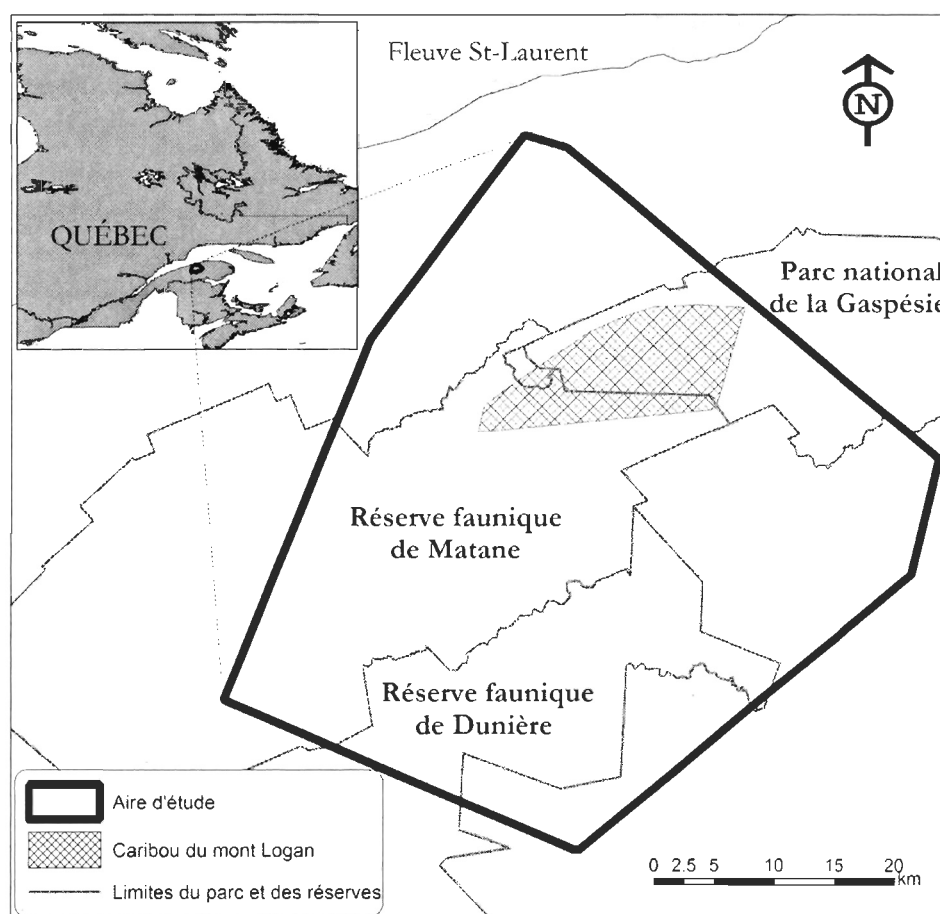 Fleuve St-Laurent
N
QUÉBEC
Parc national
de la Gaspésie
Réserve faunique
de Matane
Réserve faunique
de Dunière
Aire d'étude
Caribou du mont Logan
Limites du parc et des réserves
0 2.5 5 10 15 20
km